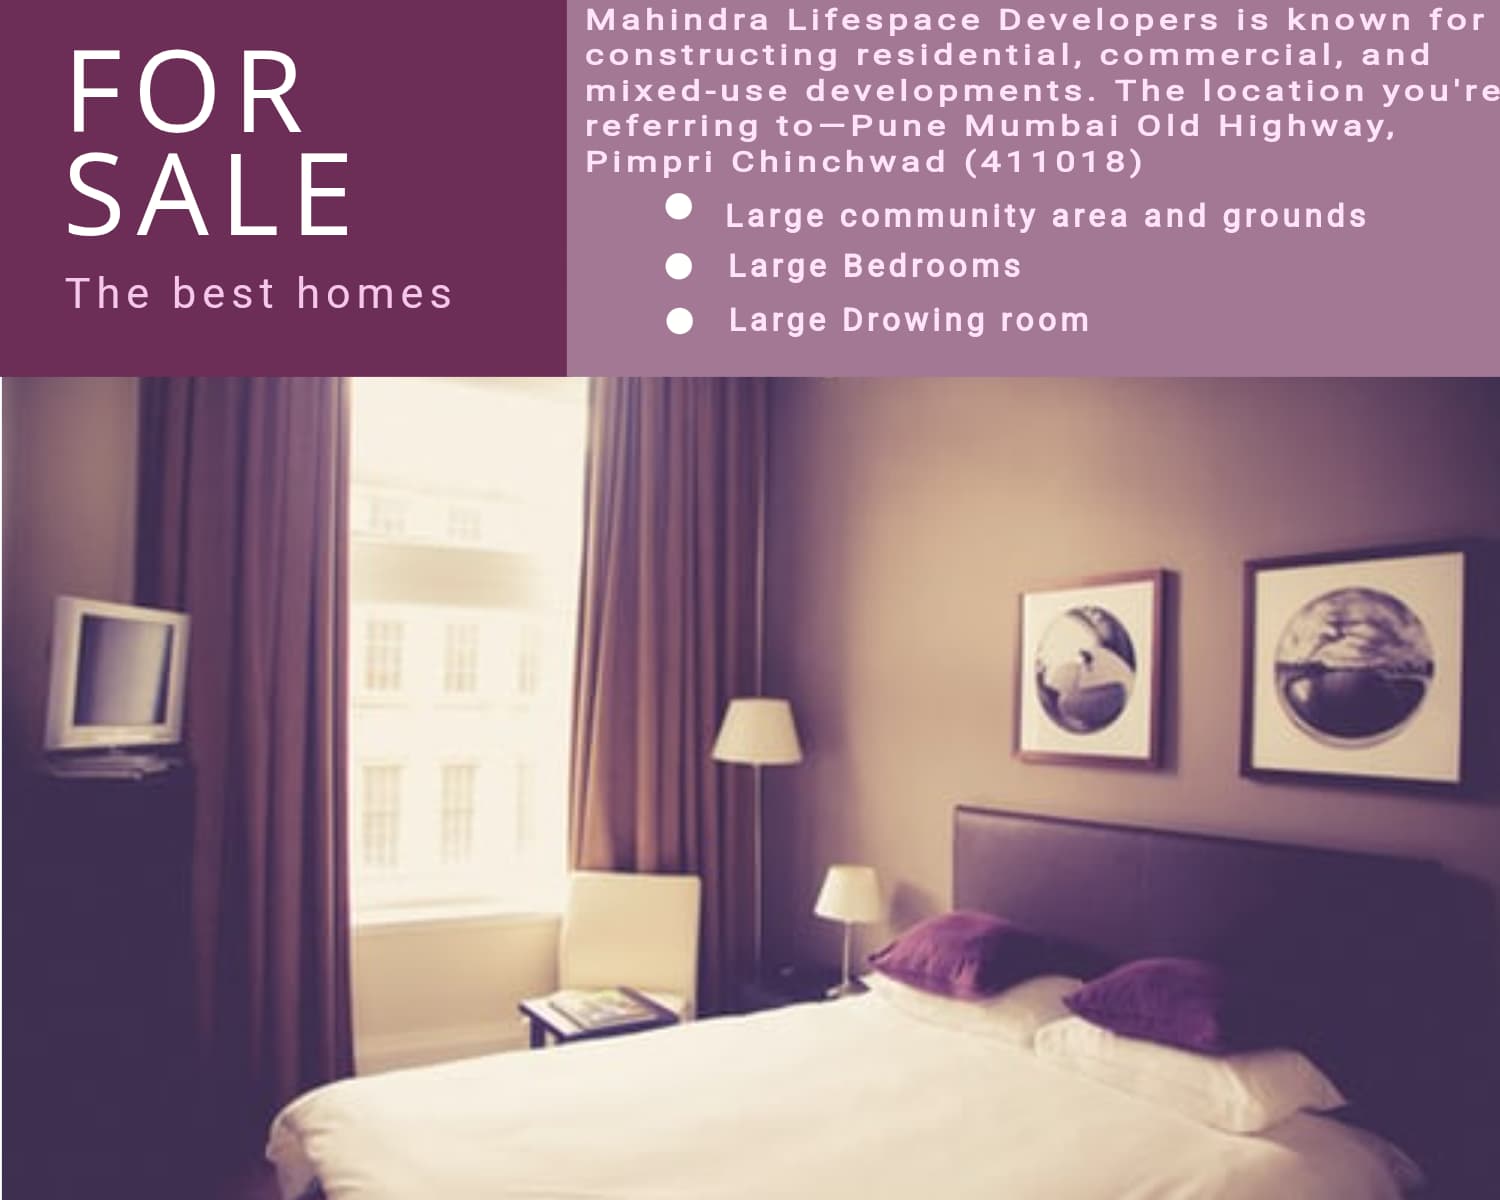 FOR
SALE
The best homes
Mahindra Lifespace Developers is known for
constructing residential, commercial, and
mixed-use developments. The location you're
referring to—Pune Mumbai Old Highway,
Pimpri Chinchwad (411018)
Large community area and grounds
Large Bedrooms
Large Drowing room